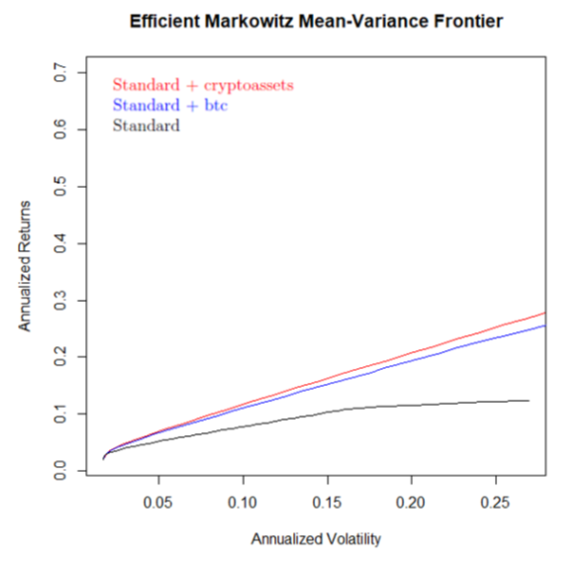 Efficient Markowitz Mean-Variance Frontier
Standard + cryptoassets
Standard + btc
Standard
Annualized Returns
0.7
0.6
0.5
0.4
0.3
0.2
0.1
0.0
0.05 0.10 0.15 0.20 0.25
Annualized Volatility